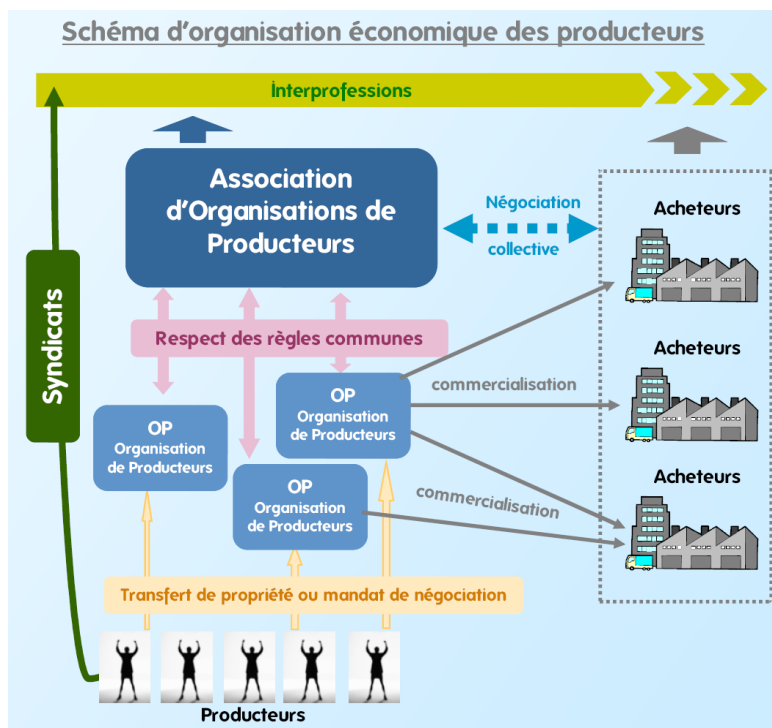 Schéma d'organisation économique des producteurs
Interprofessions
Association
d'Organisations de
Producteurs
Négociation
collective
Acheteurs
Syndicats
Respect des règles communes
OP
Organisation
de Producteurs
commercialisation
Acheteurs
OP
Organisation
de Producteurs
OP
Organisation
de Producteurs
commercialisation
Acheteurs
Transfert de propriété ou mandat de négociation
Producteurs